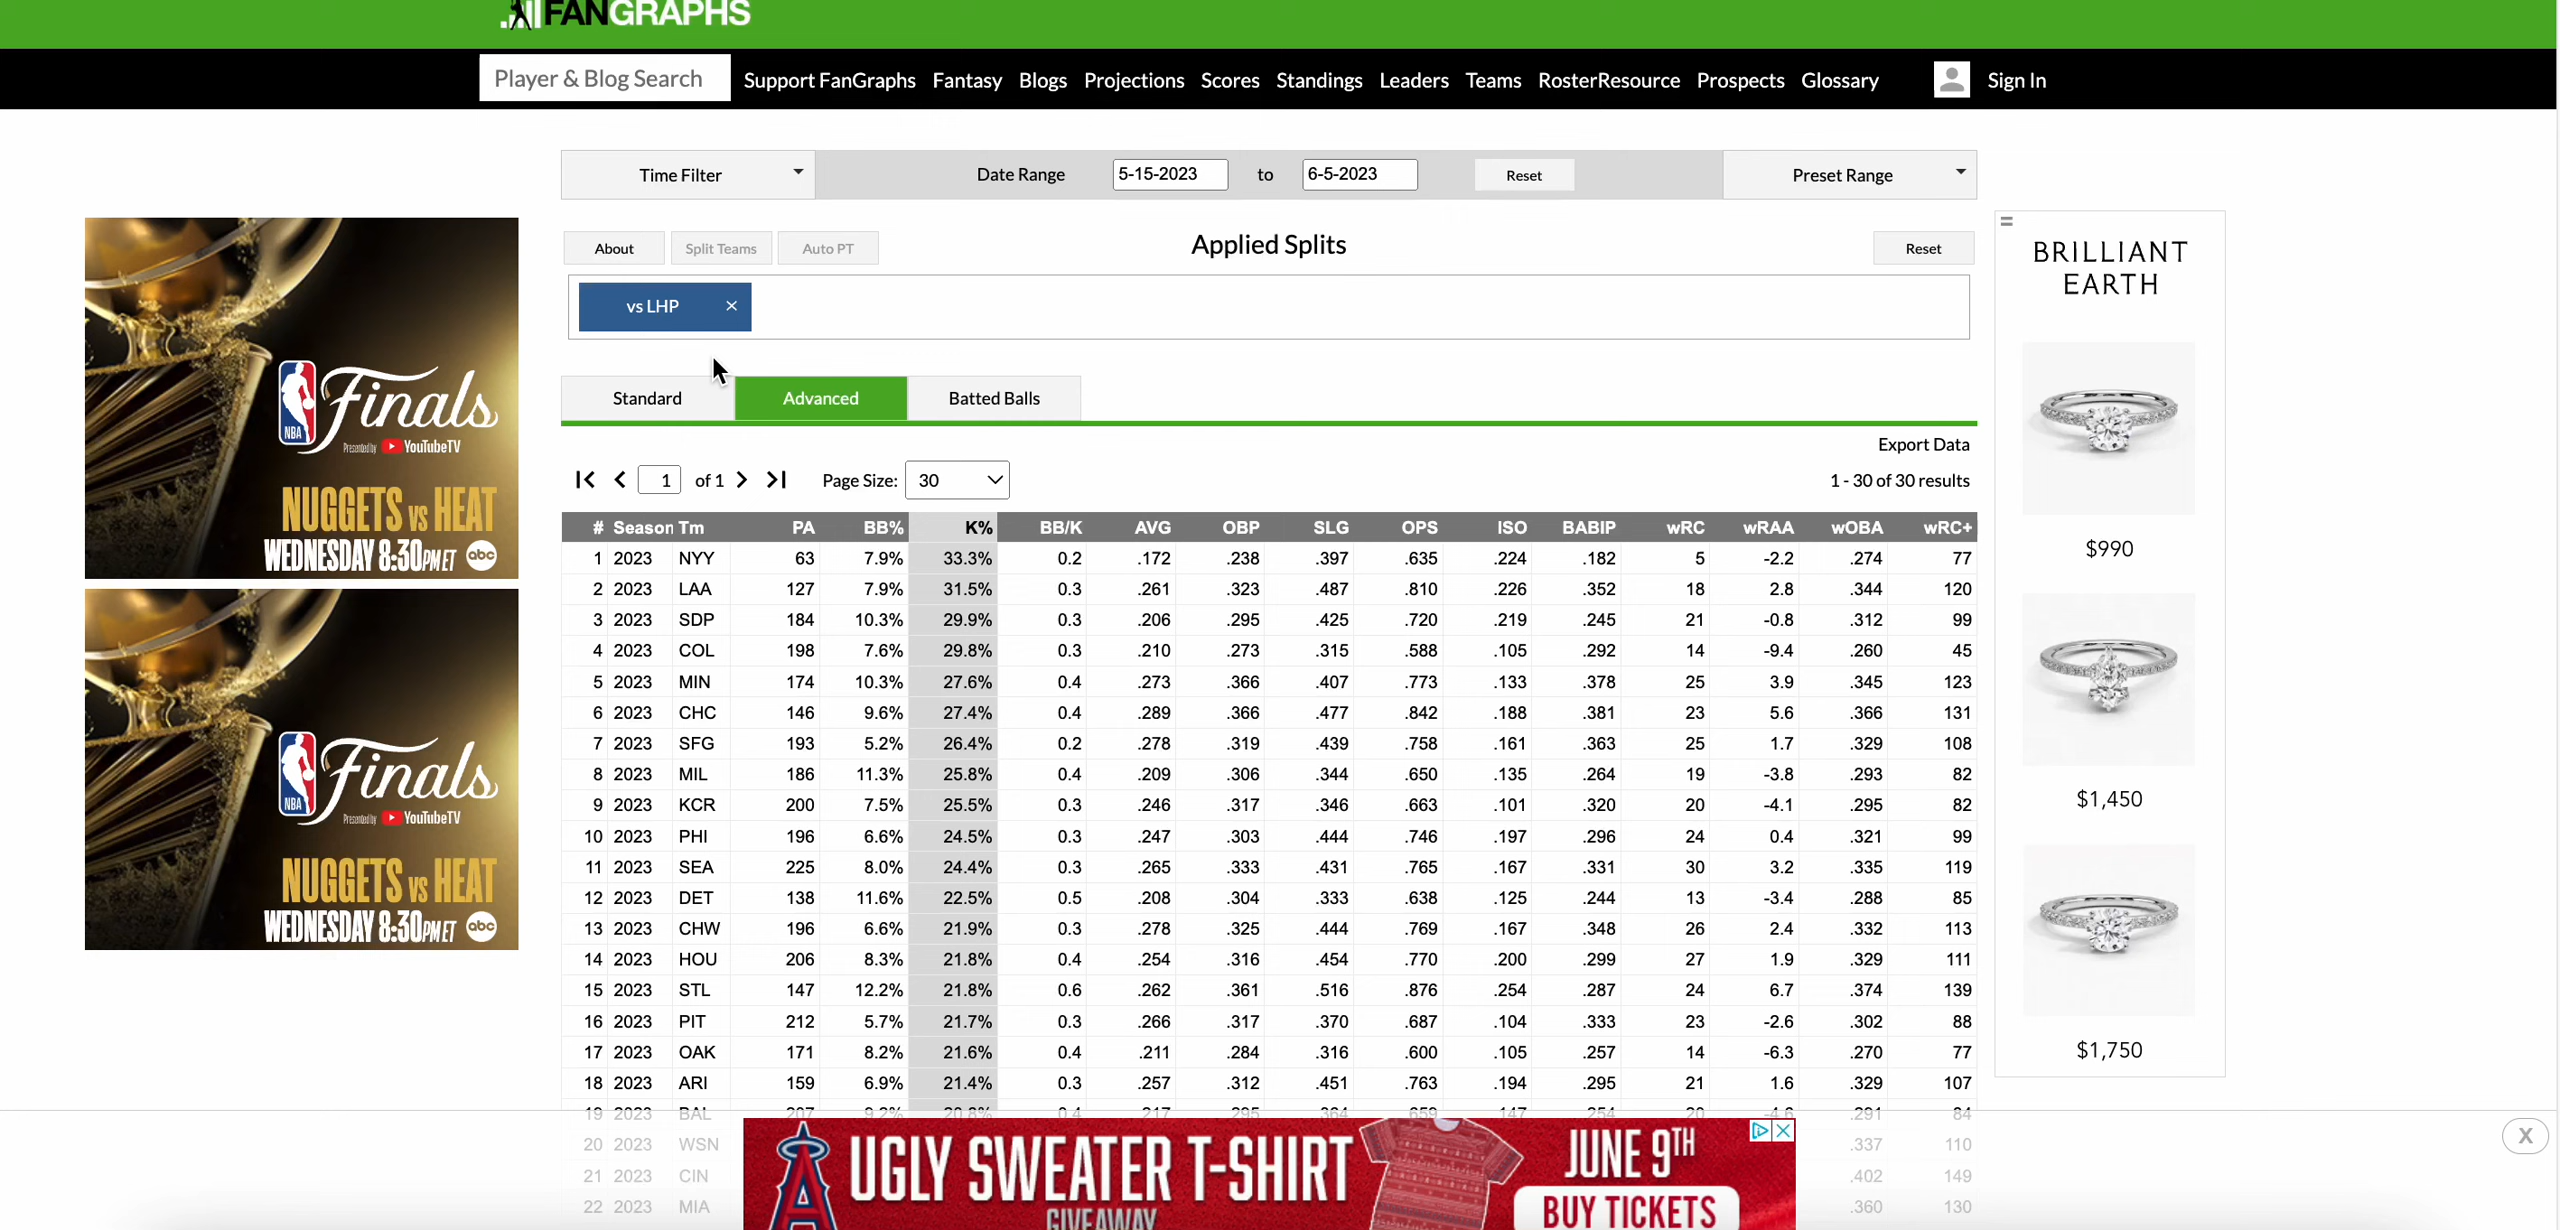 FANGRAPHS
Player & Blog Search Support FanGraphs Fantasy Blogs Projections Scores Standings Leaders Teams RosterResource Prospects Glossary Sign In
Time Filter Date Range 5-15-2023 to 6-5-2023 Reset Preset Range
About Split Teams Auto PT Applied Splits Reset
vs LHP ×
Standard Advanced Batted Balls
Export Data
1 of 1 Page Size: 30 1 - 30 of 30 results
# Season Tm PA BB% K% BB/K AVG OBP SLG OPS ISO BABIP wRC wRAA wOBA wRC+
1 2023 NYY 63 7.9% 33.3% 0.2 .172 .238 .397 .635 .224 .182 5 -2.2 .274 77
2 2023 LAA 127 7.9% 31.5% 0.3 .261 .323 .487 .810 .226 .352 18 2.8 .344 120
3 2023 SDP 184 10.3% 29.9% 0.3 .206 .295 .425 .720 .219 .245 21 -0.8 .312 99
4 2023 COL 198 7.6% 29.8% 0.3 .210 .273 .315 .588 .105 .292 14 -9.4 .260 45
5 2023 MIN 174 10.3% 27.6% 0.4 .273 .366 .407 .773 .133 .378 25 3.9 .345 123
6 2023 CHC 146 9.6% 27.4% 0.4 .289 .366 .477 .842 .188 .381 23 5.6 .366 131
7 2023 SFG 193 5.2% 26.4% 0.2 .278 .319 .439 .758 .161 .363 25 1.7 .329 108
8 2023 MIL 186 11.3% 25.8% 0.4 .209 .306 .344 .650 .135 .264 19 -3.8 .293 82
9 2023 KCR 200 7.5% 25.5% 0.3 .246 .317 .346 .663 .101 .320 20 -4.1 .295 82
10 2023 PHI 196 6.6% 24.5% 0.3 .247 .303 .444 .746 .197 .296 24 0.4 .321 99
11 2023 SEA 225 8.0% 24.4% 0.3 .265 .333 .431 .765 .167 .331 30 3.2 .335 119
12 2023 DET 138 11.6% 22.5% 0.5 .208 .304 .333 .638 .125 .244 13 -3.4 .288 85
13 2023 CHW 196 6.6% 21.9% 0.3 .278 .325 .444 .769 .167 .348 26 2.4 .332 113
14 2023 HOU 206 8.3% 21.8% 0.4 .254 .316 .454 .770 .200 .299 27 1.9 .329 111
15 2023 STL 147 12.2% 21.8% 0.6 .262 .361 .516 .876 .254 .287 24 6.7 .374 139
16 2023 PIT 212 5.7% 21.7% 0.3 .266 .317 .370 .687 .104 .333 23 -2.6 .302 88
17 2023 OAK 171 8.2% 21.6% 0.4 .211 .284 .316 .600 .105 .257 14 -6.3 .270 77
18 2023 ARI 159 6.9% 21.4% 0.3 .257 .312 .451 .763 .194 .295 21 1.6 .329 107
19 2023 BAL 207 9.2% 20.8% 0.4 .217 .295 .364 .659 .147 .254 20 -4.6 .291 84
20 2023 WSN .337 110
21 2023 CIN .402 149
22 2023 MIA .360 130
NBA Finals
Presented by YouTubeTV
NUGGETS VS HEAT
WEDNESDAY 8:30PM ET abc
NBA Finals
Presented by YouTubeTV
NUGGETS VS HEAT
WEDNESDAY 8:30PM ET abc
BRILLIANT
EARTH
$990
$1,450
$1,750
A UGLY SWEATER T-SHIRT
GIVEAWAY
JUNE 9TH
BUY TICKETS
X